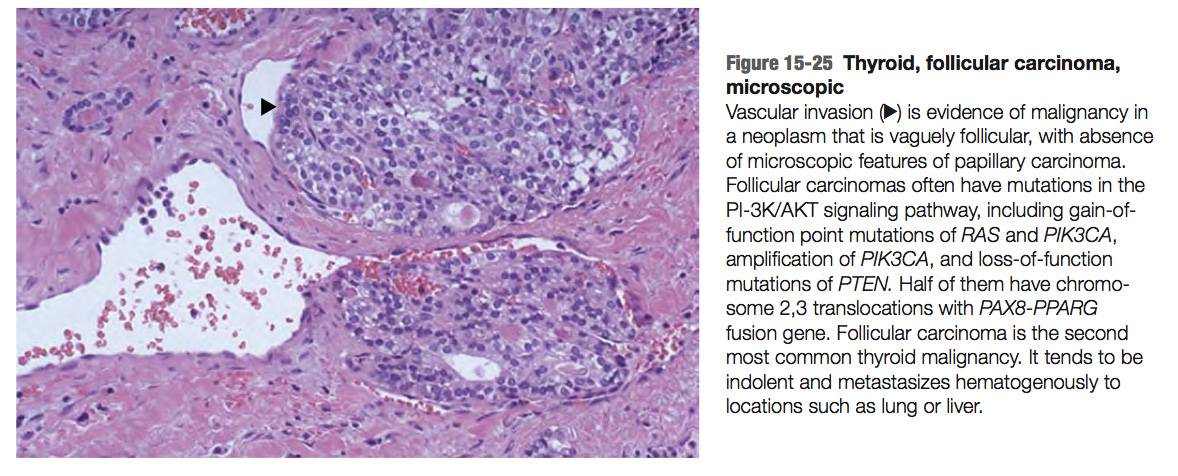 Figure 15-25 Thyroid, follicular carcinoma,
microscopic
Vascular invasion (▶) is evidence of malignancy in
a neoplasm that is vaguely follicular, with absence
of microscopic features of papillary carcinoma.
Follicular carcinomas often have mutations in the
PI-3K/AKT signaling pathway, including gain-of-
function point mutations of RAS and PIK3CA,
amplification of PIK3CA, and loss-of-function
mutations of PTEN. Half of them have chromo-
some 2,3 translocations with PAX8-PPARG
fusion gene. Follicular carcinoma is the second
most common thyroid malignancy. It tends to be
indolent and metastasizes hematogenously to
locations such as lung or liver.